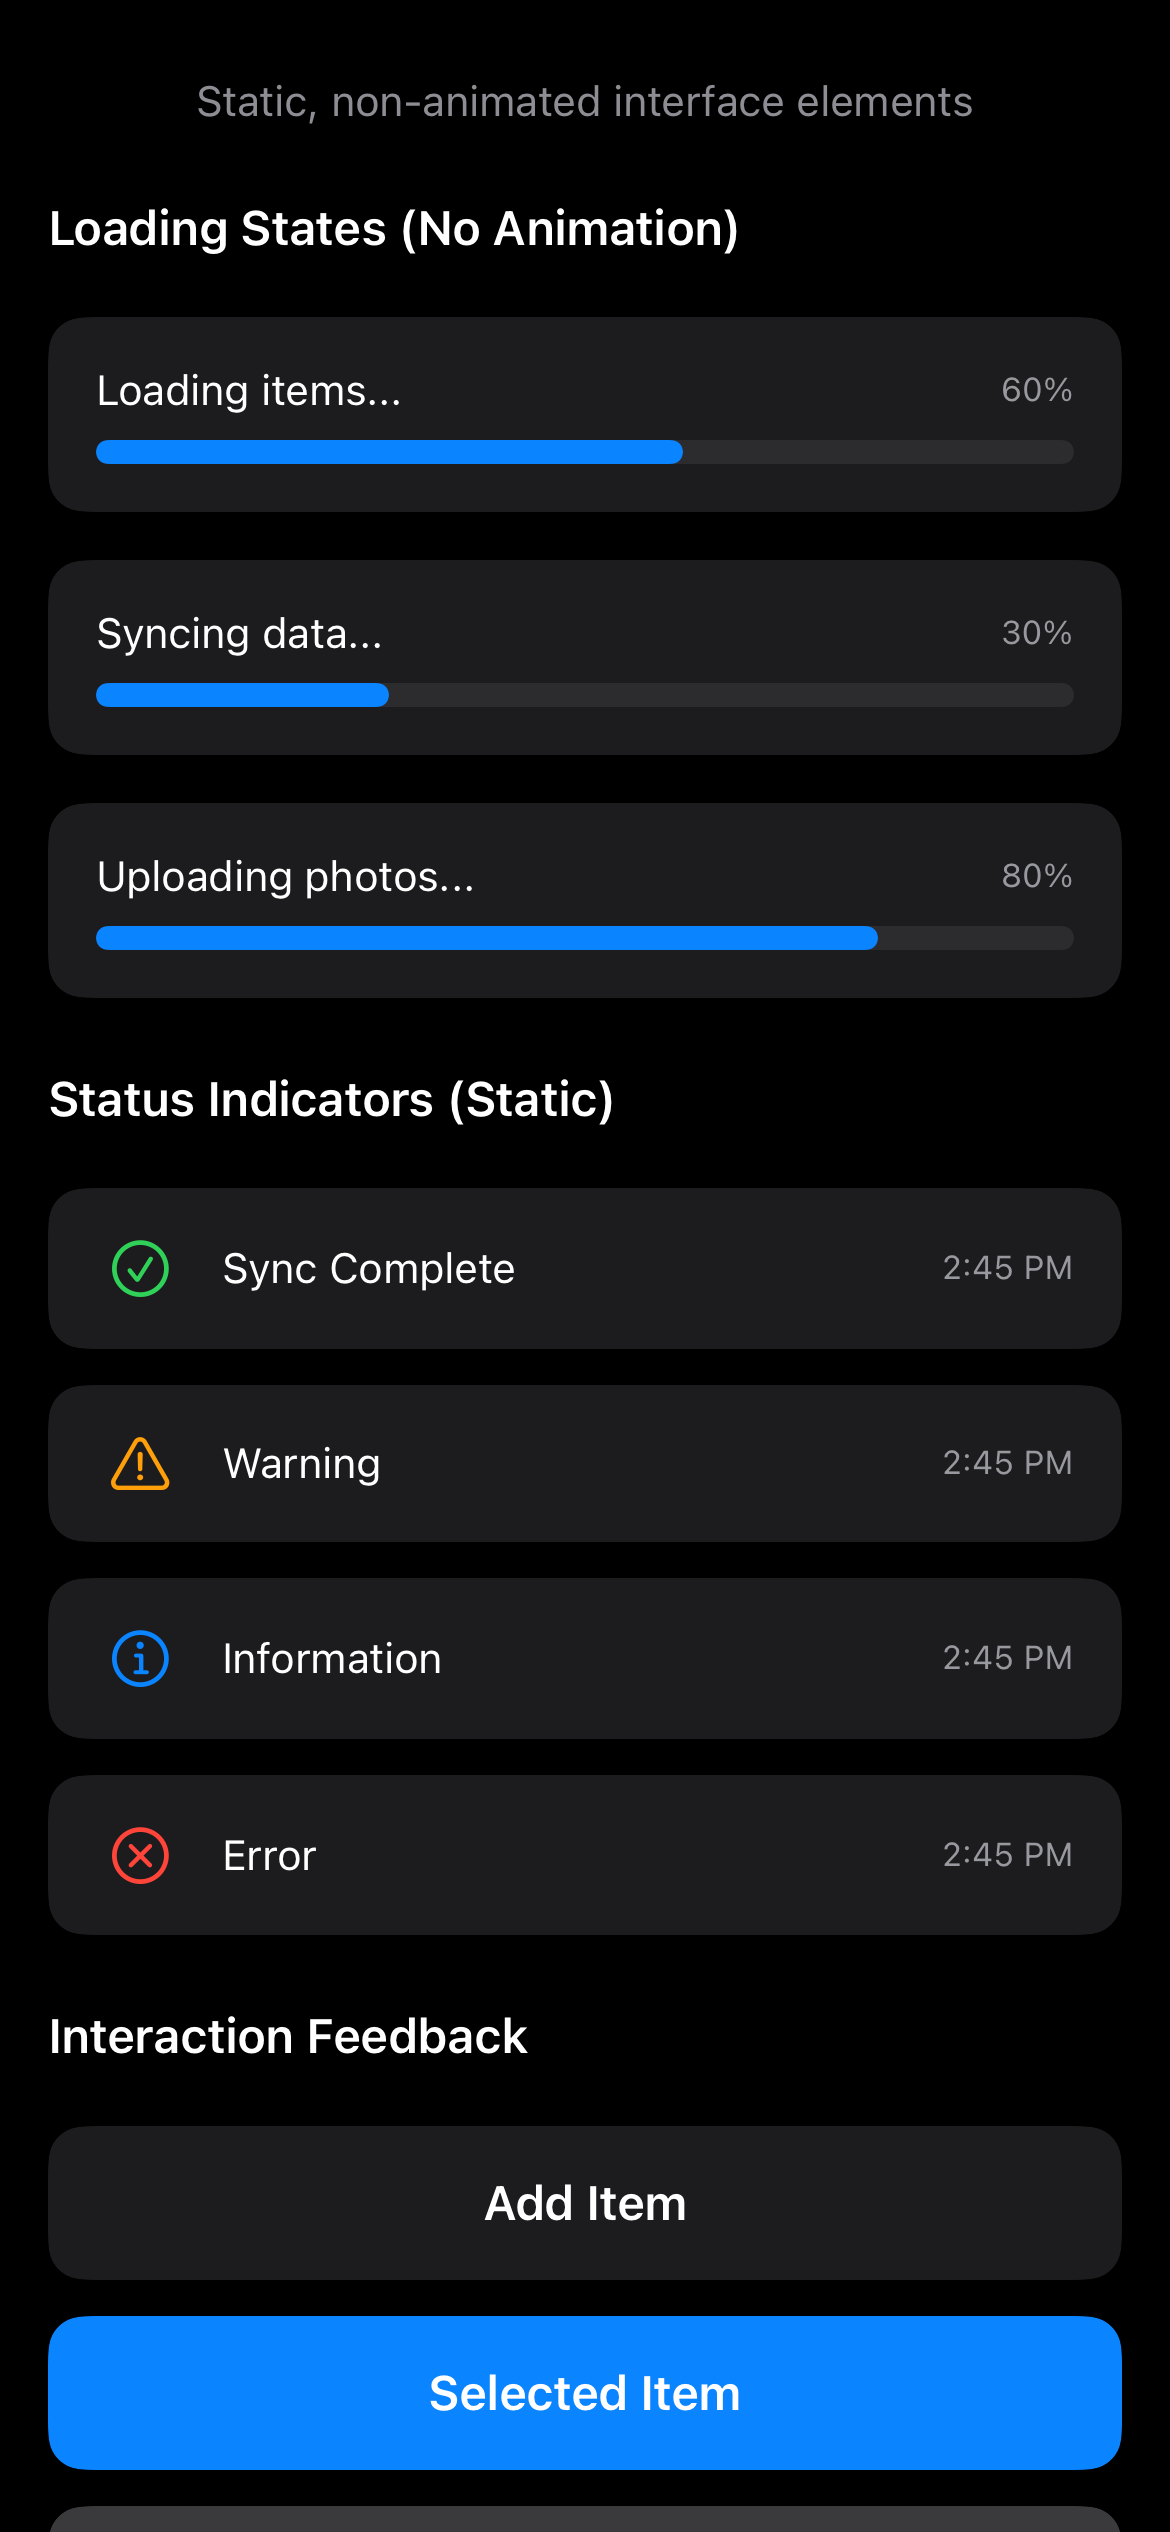 Static, non-animated interface elements
Loading States (No Animation)
Loading items... 60%
Syncing data... 30%
Uploading photos... 80%
Status Indicators (Static)
Sync Complete 2:45 PM
Warning 2:45 PM
Information 2:45 PM
Error 2:45 PM
Interaction Feedback
Add Item
Selected Item